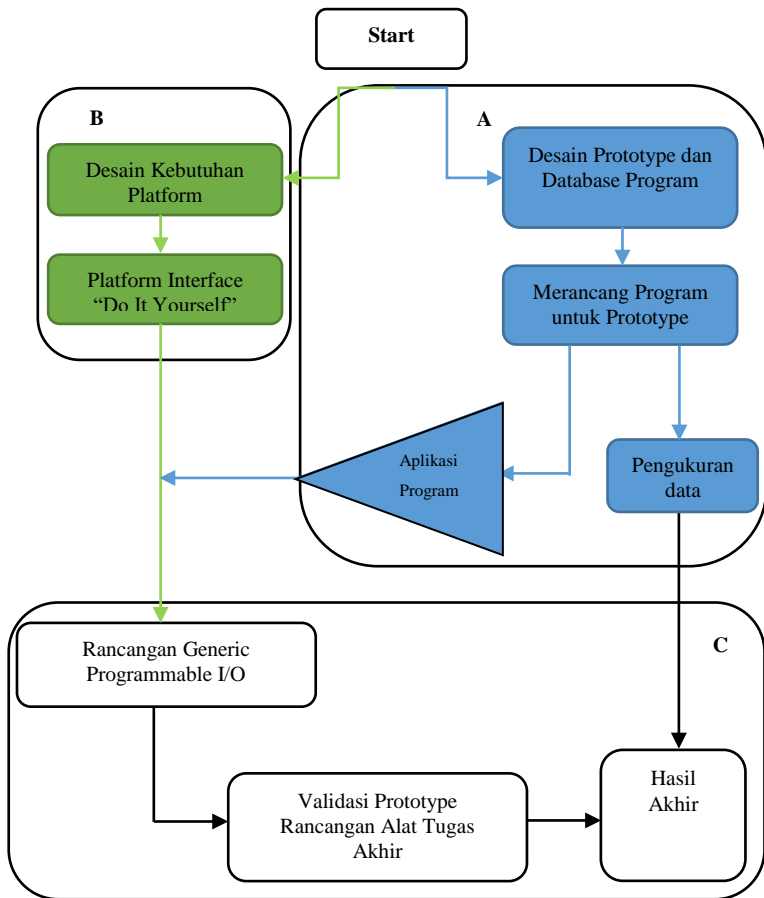 Start
B
Desain Kebutuhan
Platform
Platform Interface
“Do It Yourself”
A
Desain Prototype dan
Database Program
Merancang Program
untuk Prototype
Aplikasi
Program
Pengukuran
data
C
Rancangan Generic
Programmable I/O
Validasi Prototype
Rancangan Alat Tugas
Akhir
Hasil
Akhir